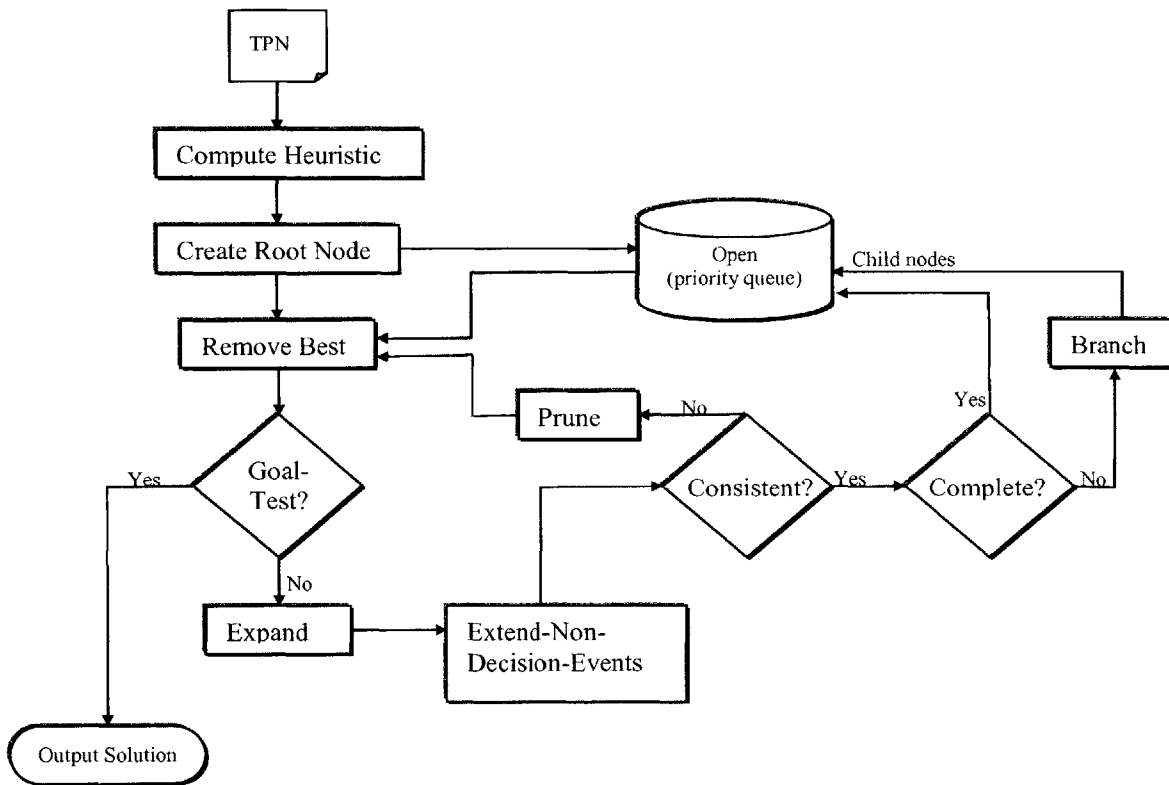 TPN
Compute Heuristic
Create Root Node
Open
(priority queue)
Child nodes
Remove Best
Branch
Prune
No
Yes
Yes
Goal-
Test?
Consistent?
Yes
Complete?
No
No
Expand
Extend-Non-
Decision-Events
Output Solution